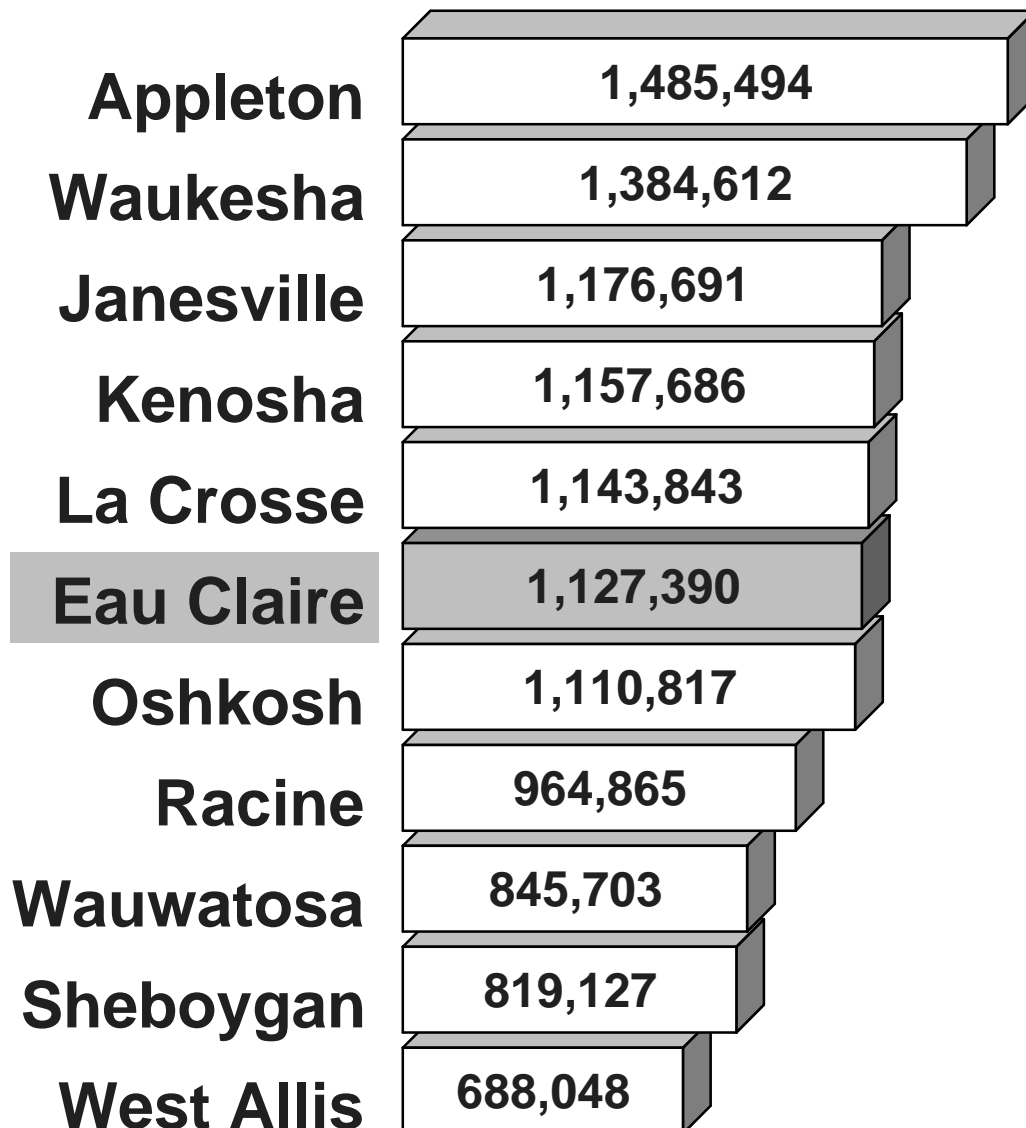 Appleton 1,485,494
Waukesha 1,384,612
Janesville 1,176,691
Kenosha 1,157,686
La Crosse 1,143,843
Eau Claire 1,127,390
Oshkosh 1,110,817
Racine 964,865
Wauwatosa 845,703
Sheboygan 819,127
West Allis 688,048